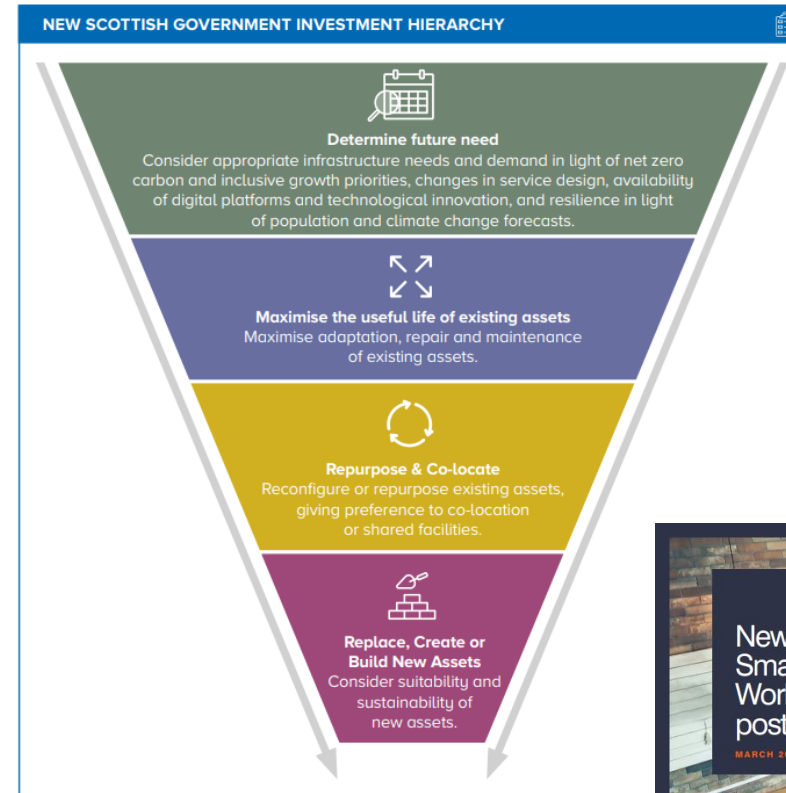 NEW SCOTTISH GOVERNMENT INVESTMENT HIERARCHY
Determine future need
Consider appropriate infrastructure needs and demand in light of net zero
carbon and inclusive growth priorities, changes in service design, availability
of digital platforms and technological innovation, and resilience in light
of population and climate change forecasts.
Maximise the useful life of existing assets
Maximise adaptation, repair and maintenance
of existing assets.
Repurpose & Co-locate
Reconfigure or repurpose existing assets,
giving preference to co-location
or shared facilities.
Replace, Create or
Build New Assets
Consider suitability and
sustainability of
new assets.
New
post
MARCH